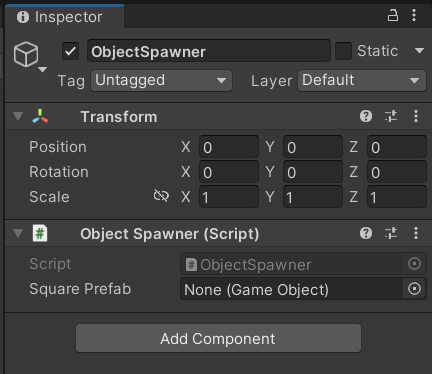 Inspector
ObjectSpawner Static
Tag Untagged Layer Default
Transform
Position X 0 Y 0 Z 0
Rotation X 0 Y 0 Z 0
Scale X 1 Y 1 Z 1
# Object Spawner (Script)
Script # ObjectSpawner
Square Prefab None (Game Object)
Add Component